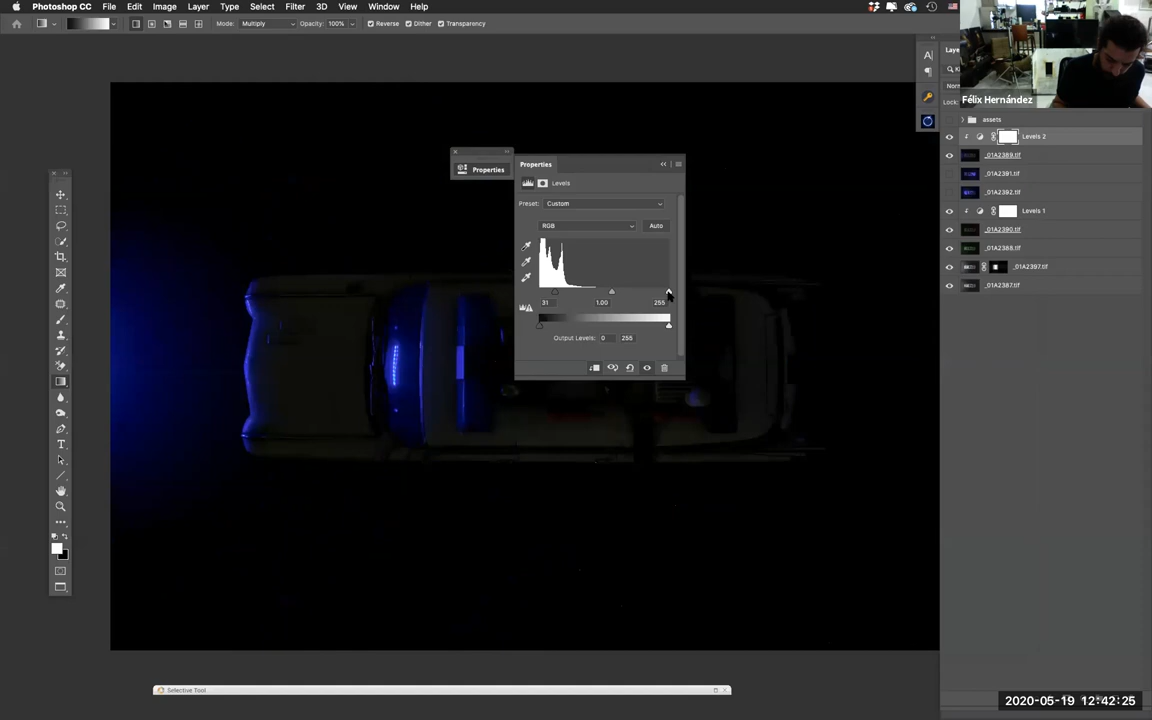 Photoshop CC File Edit Image Layer Type Select Filter 3D View Window Help
Mode: Multiply Opacity: 100% Reverse Dither Transparency
Félix Hernández
assets
Levels 2
_01A2389.tif
_01A2391.tif
_01A2392.tif
Levels 1
_01A2390.tif
_01A2388.tif
_01A2397.tif
_01A2387.tif
Properties
Properties
Levels
Preset: Custom
RGB Auto
31 1.00 255
Output Levels: 0 255
Selective Tool
2020-05-19 12:42:25